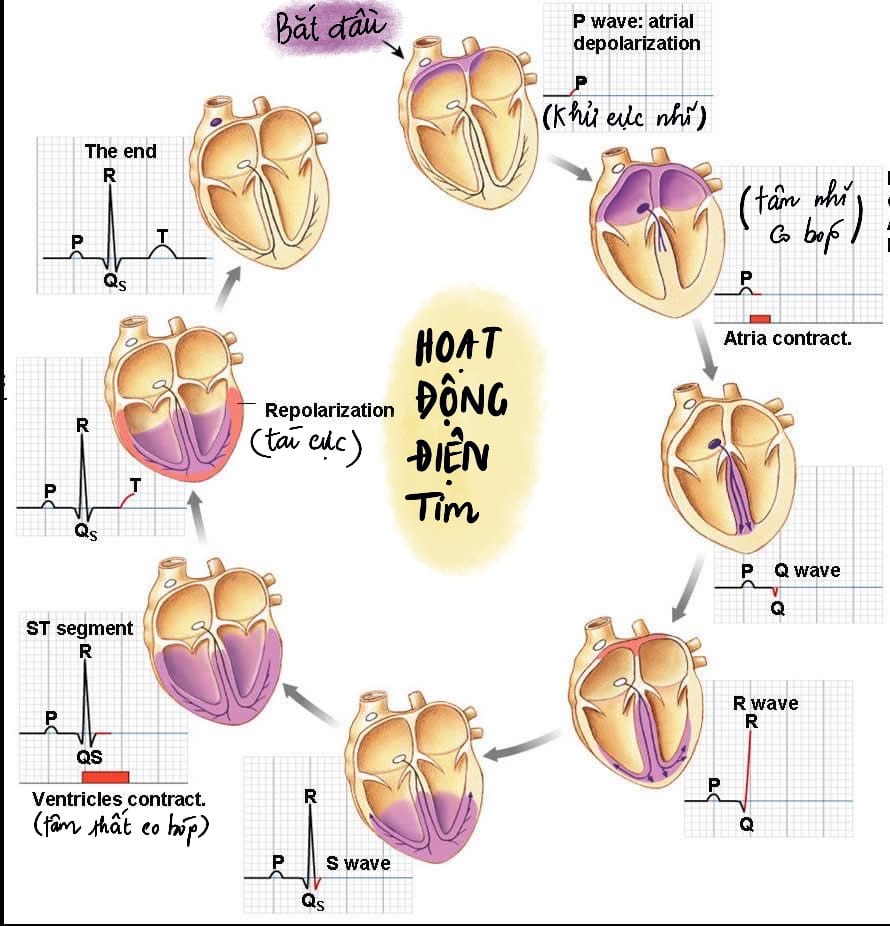 Bắt đầu
P wave: atrial
depolarization
P
(Khử cực nhĩ)
(tâm nhĩ
co bóp)
P
Atria contract.
P Q wave
Q
R wave
R
P
Q
R
P S wave
QS
ST segment
R
P
QS
Ventricles contract.
(tâm thất co bóp)
Repolarization
(tái cực)
R
P T
QS
The end
R
P T
QS
HOẠT
ĐỘNG
ĐIỆN
Tim